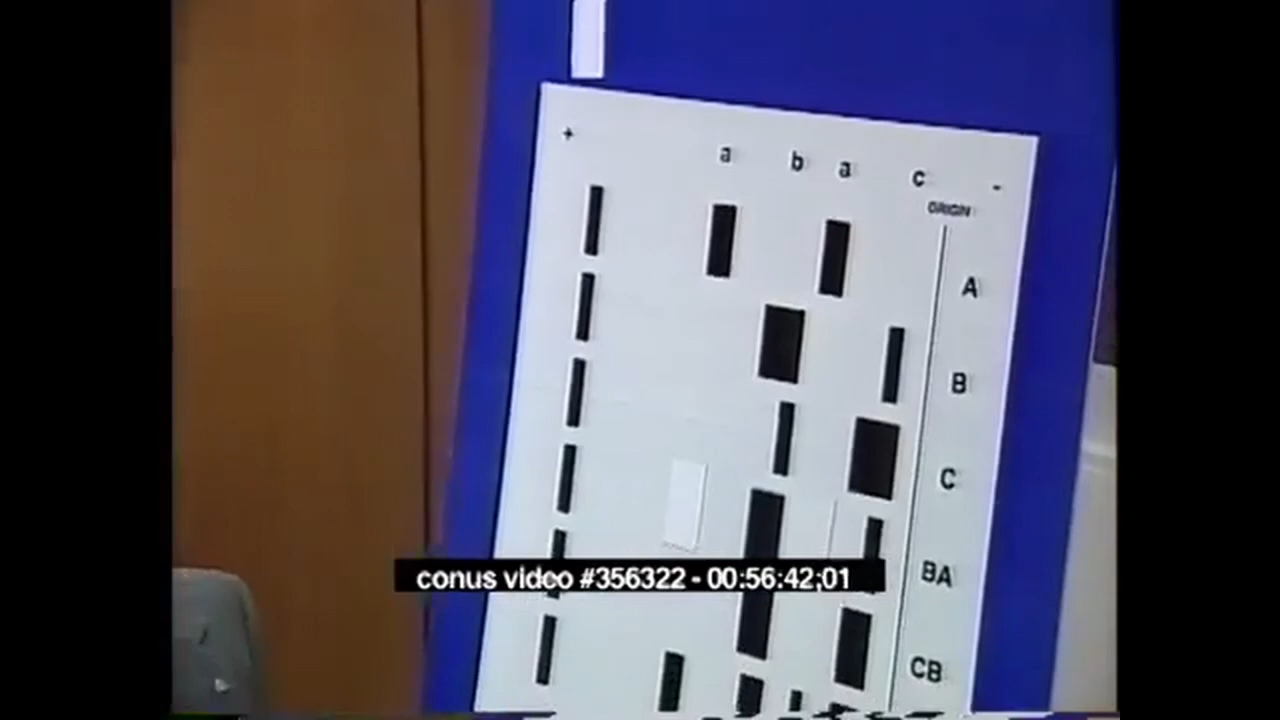 + a b a c -
ORIGIN
A
B
C
BA
conus video #356322 - 00:56:42;01
CB